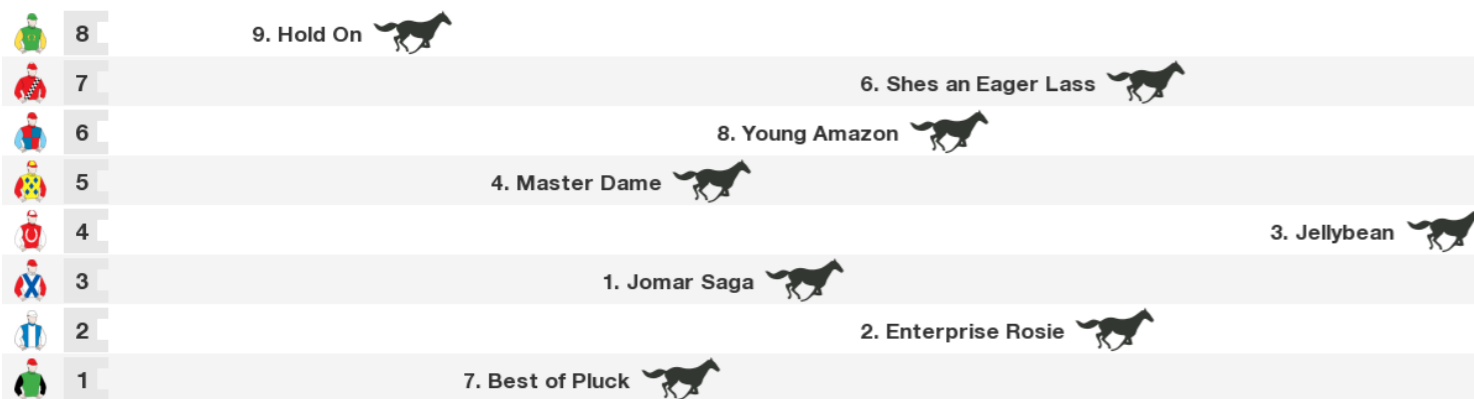 8 9. Hold On
7 6. Shes an Eager Lass
6 8. Young Amazon
5 4. Master Dame
4 3. Jellybean
3 1. Jomar Saga
2 2. Enterprise Rosie
1 7. Best of Pluck